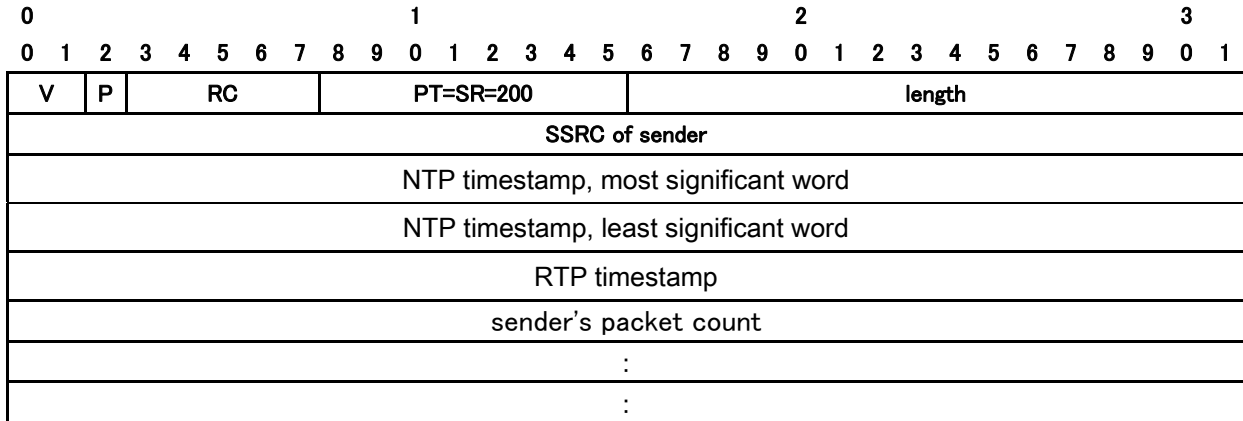 0 1 2 3
0 1 2 3 4 5 6 7 8 9 0 1 2 3 4 5 6 7 8 9 0 1 2 3 4 5 6 7 8 9 0 1
V P RC PT=SR=200 length
SSRC of sender
NTP timestamp, most significant word
NTP timestamp, least significant word
RTP timestamp
sender's packet count
:
: